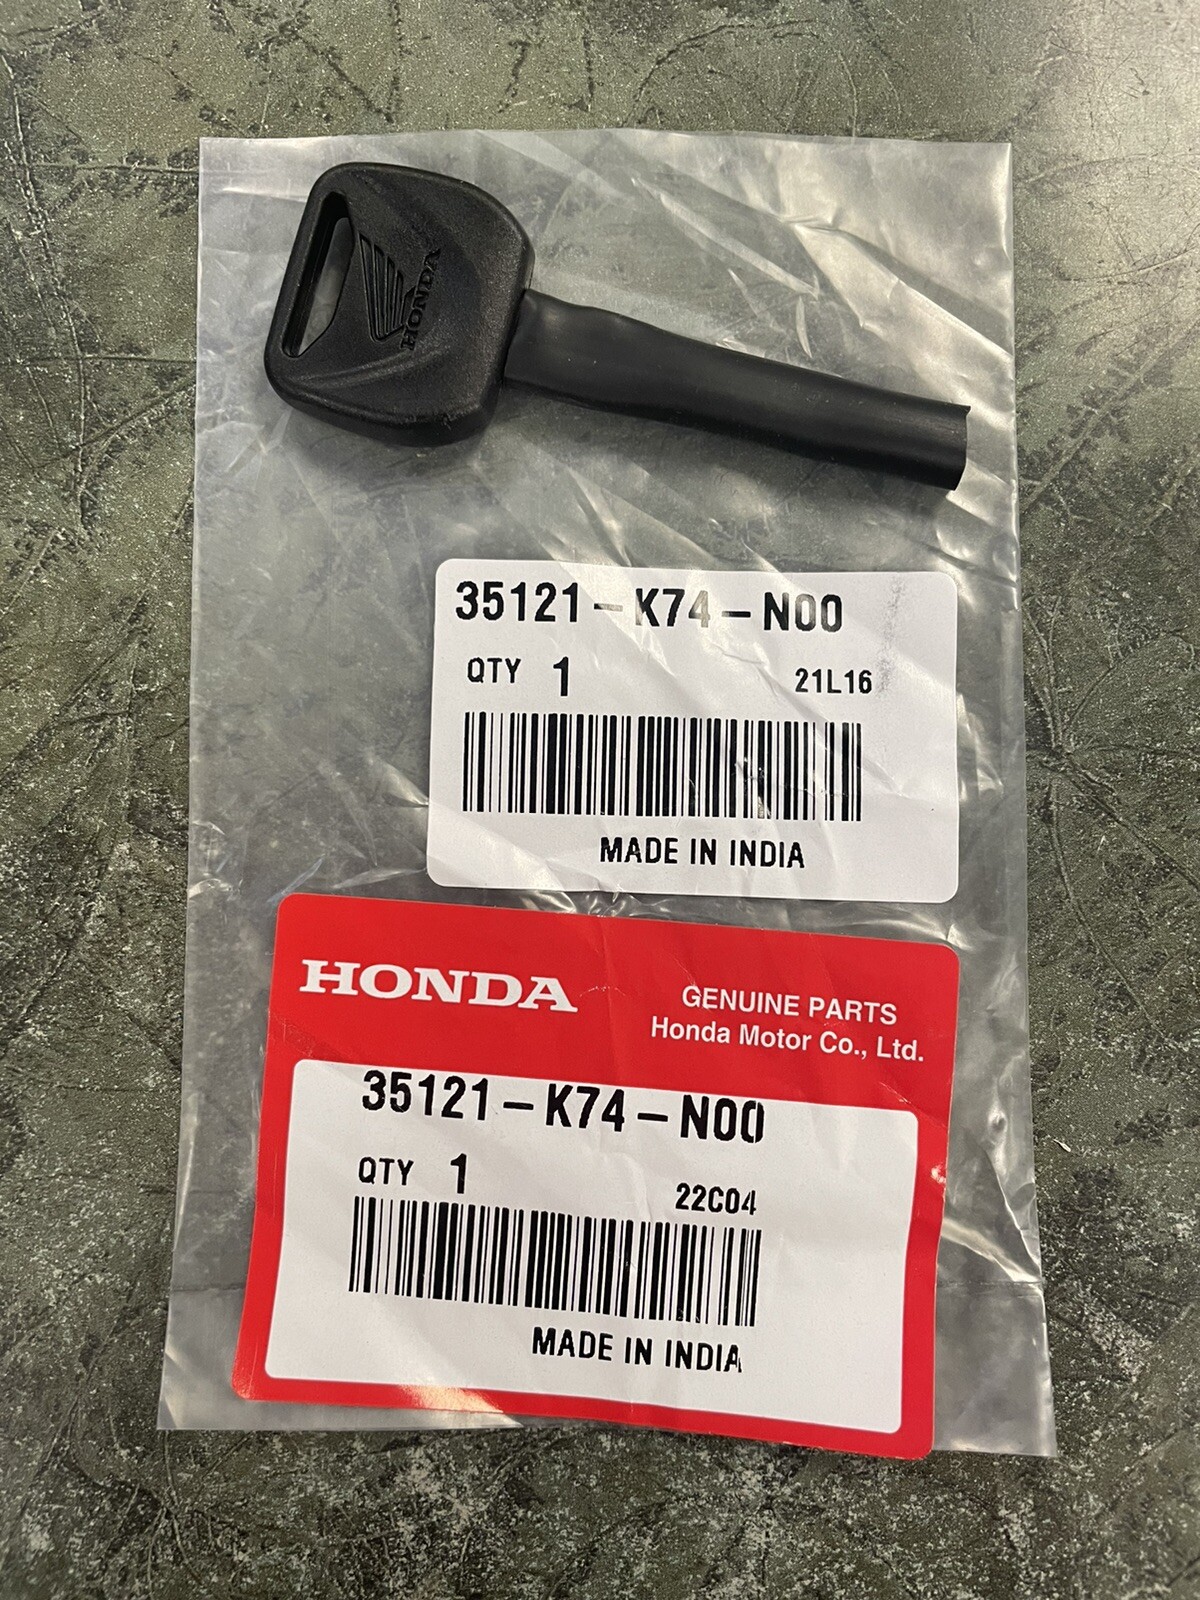 HONDA
35121-K74-N00
QTY 1 21L16
MADE IN INDIA
HONDA
GENUINE PARTS
Honda Motor Co., Ltd.
35121-K74-N00
QTY 1 22C04
MADE IN INDIA